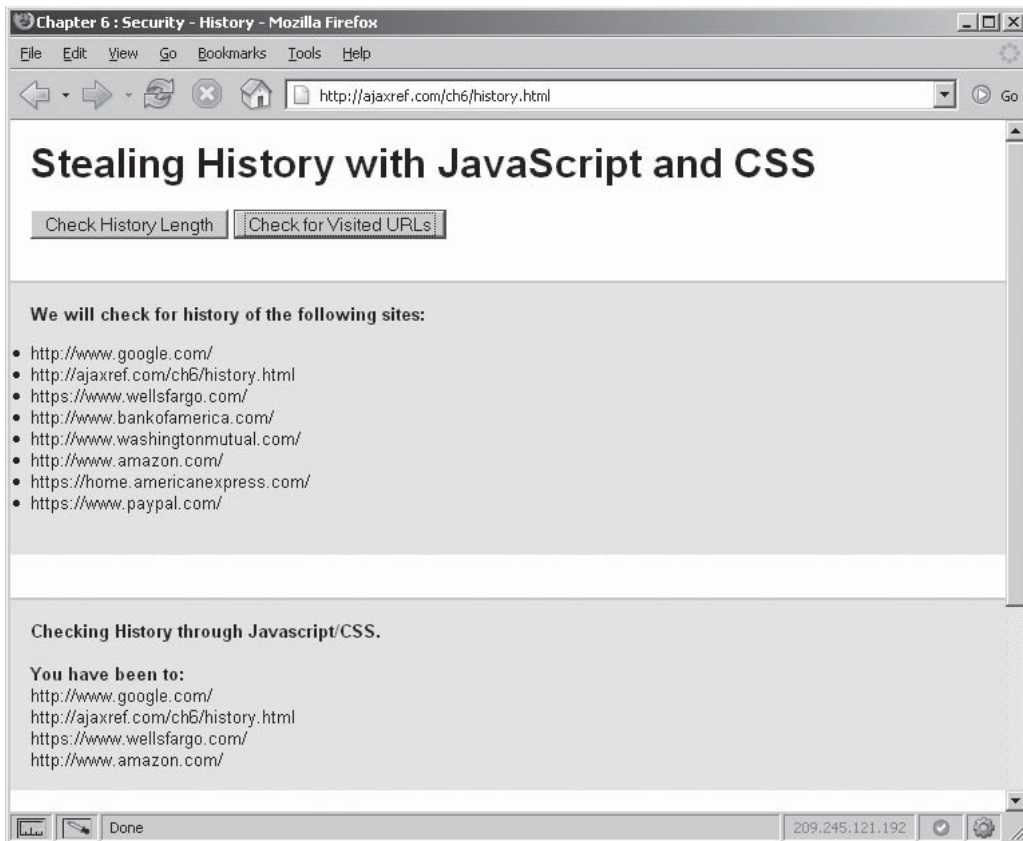 Chapter 6 : Security - History - Mozilla Firefox
File Edit View Go Bookmarks Tools Help
http://ajaxref.com/ch6/history.html Go
Stealing History with JavaScript and CSS
Check History Length Check for Visited URLs
We will check for history of the following sites:
http://www.google.com/
http://ajaxref.com/ch6/history.html
https://www.wellsfargo.com/
http://www.bankofamerica.com/
http://www.washingtonmutual.com/
http://www.amazon.com/
https://home.americanexpress.com/
https://www.paypal.com/
Checking History through Javascript/CSS.
You have been to:
http://www.google.com/
http://ajaxref.com/ch6/history.html
https://www.wellsfargo.com/
http://www.amazon.com/
Done 209.245.121.192